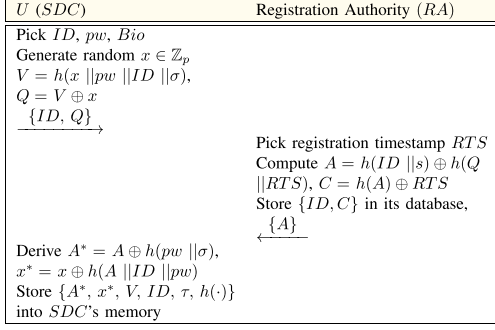 U (SDC) Registration Authority (RA)
Pick ID, pw, Bio
Generate random x ∈ ℤp
V = h(x ||pw ||ID ||σ),
Q = V ⊕ x
{ID, Q}
Pick registration timestamp RTS
Compute A = h(ID ||s) ⊕ h(Q
||RTS), C = h(A) ⊕ RTS
Store {ID, C} in its database,
{A}
Derive A* = A ⊕ h(pw ||σ),
x* = x ⊕ h(A ||ID ||pw)
Store {A*, x*, V, ID, τ, h(·)}
into SDC's memory